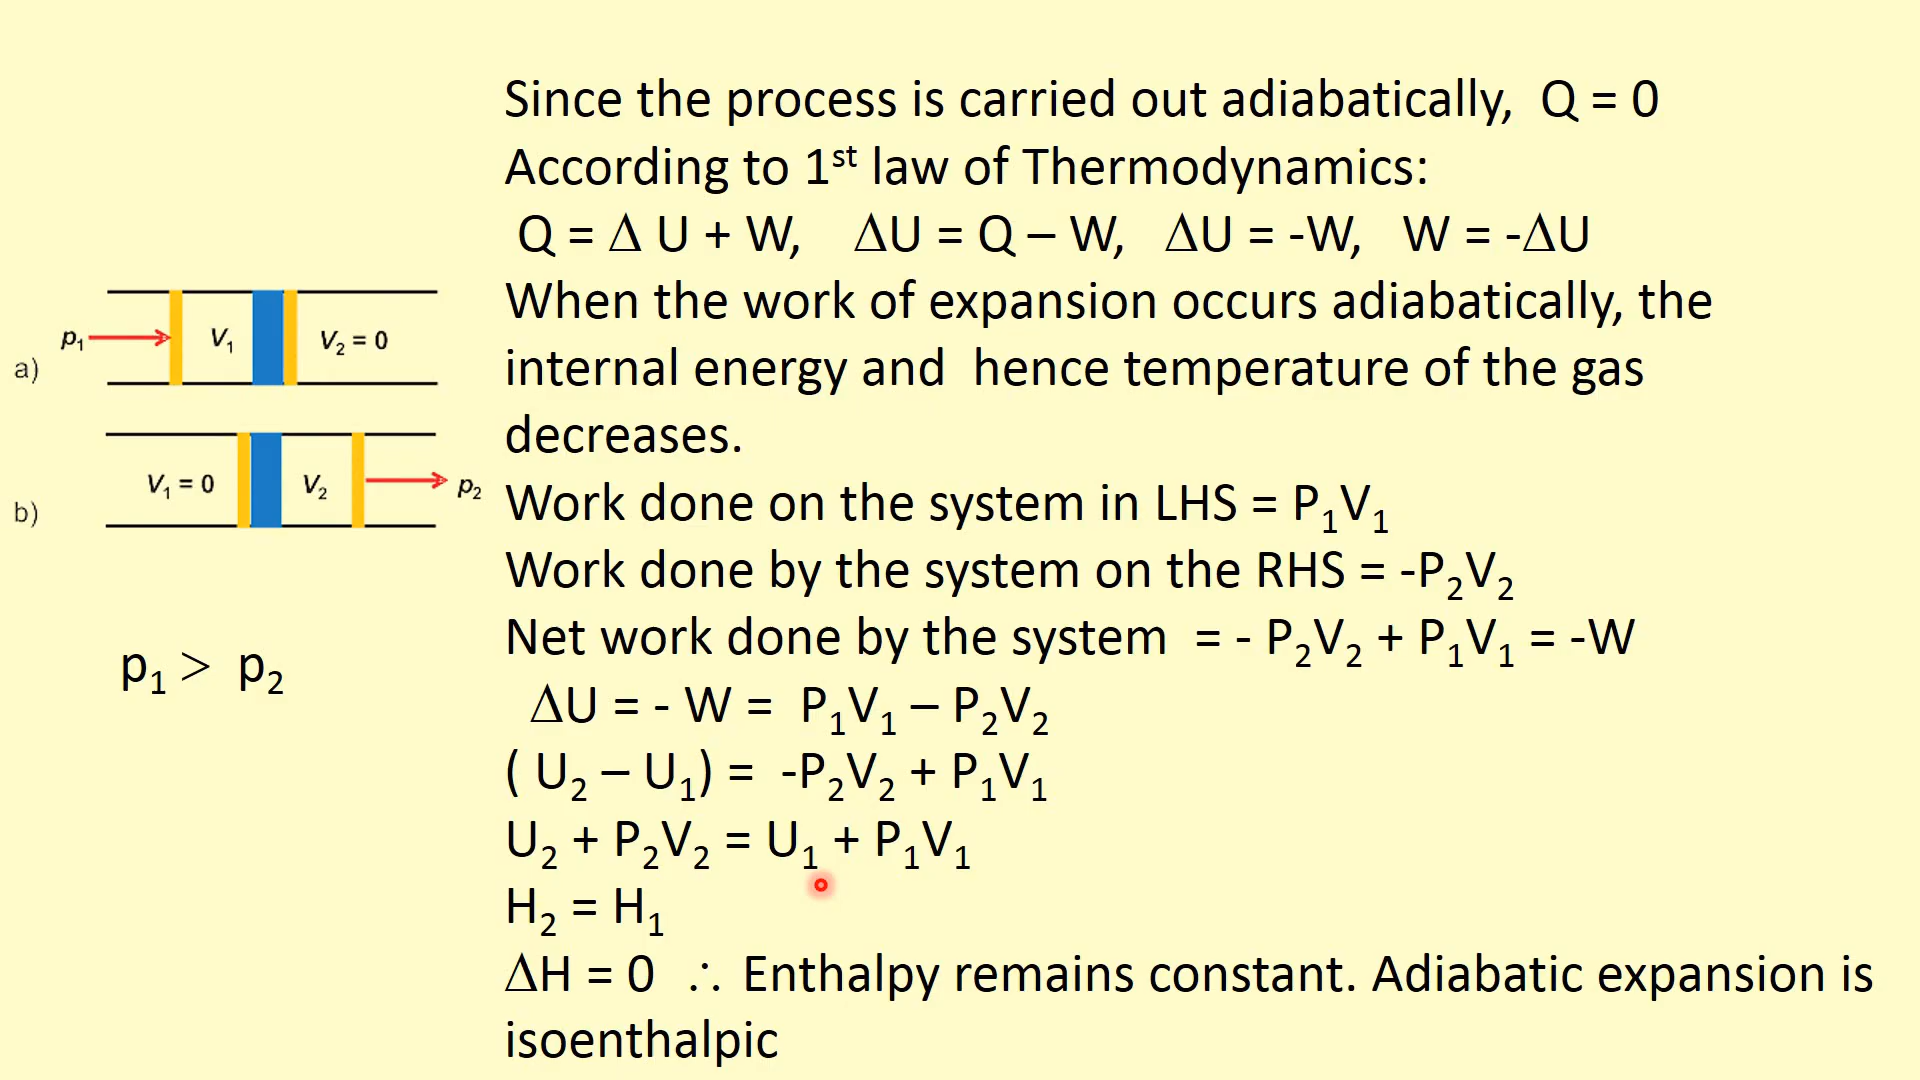 Since the process is carried out adiabatically, Q = 0
According to 1st law of Thermodynamics:
Q = Δ U + W, ΔU = Q – W, ΔU = -W, W = -ΔU
When the work of expansion occurs adiabatically, the
internal energy and hence temperature of the gas
decreases.
Work done on the system in LHS = P₁V₁
Work done by the system on the RHS = -P₂V₂
Net work done by the system = - P₂V₂ + P₁V₁ = -W
ΔU = - W = P₁V₁ – P₂V₂
( U₂ – U₁) = -P₂V₂ + P₁V₁
U₂ + P₂V₂ = U₁ + P₁V₁
H₂ = H₁
ΔH = 0 ∴ Enthalpy remains constant. Adiabatic expansion is
isoenthalpic
p₁ V₁ V₂ = 0
a)
V₁ = 0 V₂ p₂
b)
p₁ > p₂